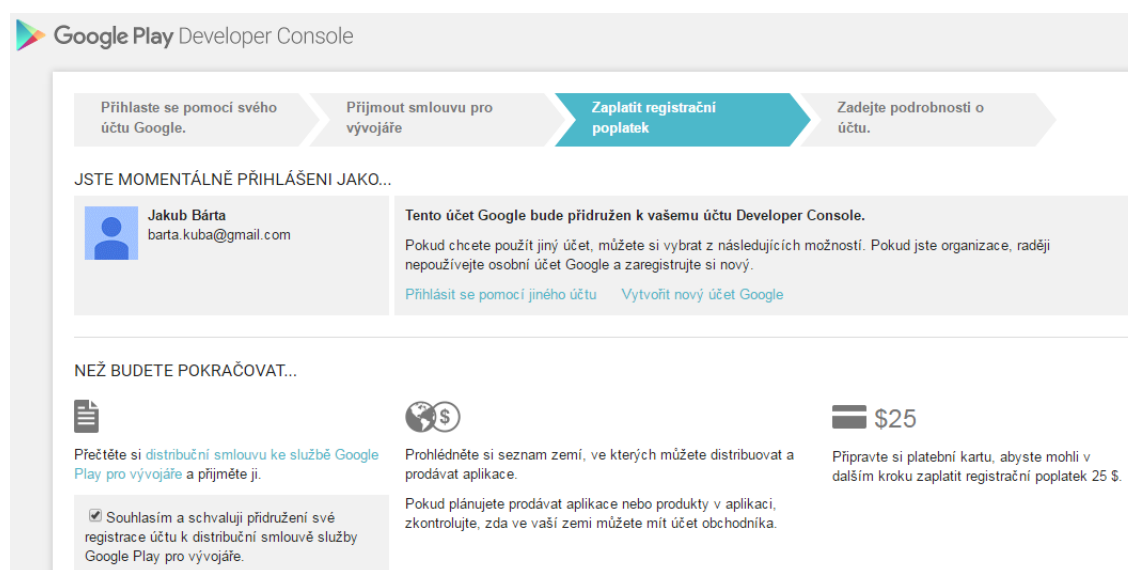 Google Play Developer Console
Přihlaste se pomocí svého
účtu Google.
Přijmout smlouvu pro
vývojáře
Zaplatit registrační
poplatek
Zadejte podrobnosti o
účtu.
JSTE MOMENTÁLNĚ PŘIHLÁŠENI JAKO...
Jakub Bárta
barta.kuba@gmail.com
Tento účet Google bude přidružen k vašemu účtu Developer Console.
Pokud chcete použít jiný účet, můžete si vybrat z následujících možností. Pokud jste organizace, raději
nepoužívejte osobní účet Google a zaregistrujte si nový.
Přihlásit se pomocí jiného účtu Vytvořit nový účet Google
NEŽ BUDETE POKRAČOVAT...
Přečtěte si distribuční smlouvu ke službě Google
Play pro vývojáře a přijměte ji.
Souhlasím a schvaluji přidružení své
registrace účtu k distribuční smlouvě služby
Google Play pro vývojáře.
$
Prohlédněte si seznam zemí, ve kterých můžete distribuovat a
prodávat aplikace.
Pokud plánujete prodávat aplikace nebo produkty v aplikaci,
zkontrolujte, zda ve vaší zemi můžete mít účet obchodníka.
$25
Připravte si platební kartu, abyste mohli v
dalším kroku zaplatit registrační poplatek 25 $.